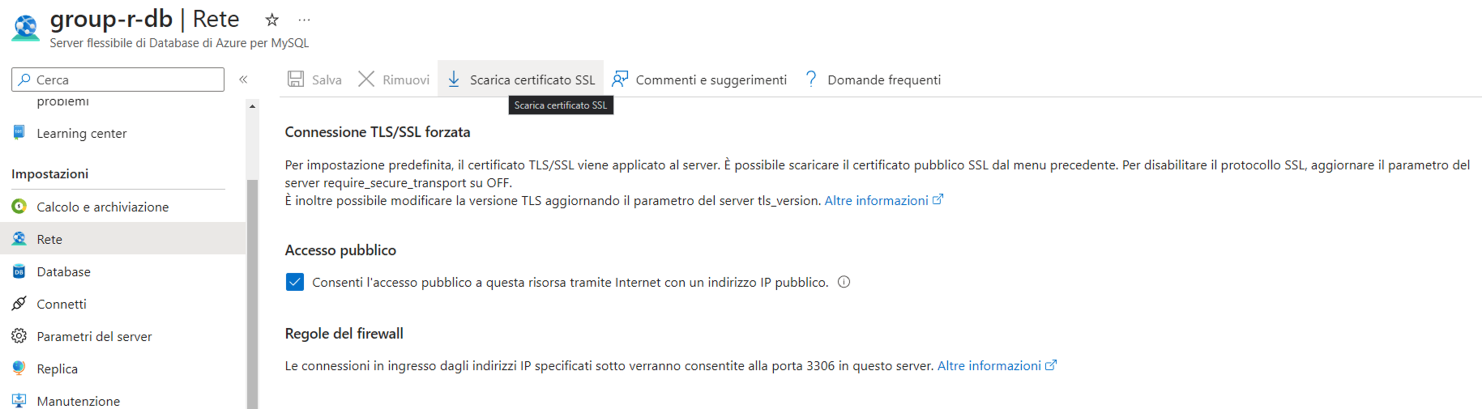 group-r-db | Rete
Server flessibile di Database di Azure per MySQL
Cerca
problemi
Learning center
Impostazioni
Calcolo e archiviazione
Rete
Database
Connetti
Parametri del server
Replica
Manutenzione
Salva Rimuovi Scarica certificato SSL Commenti e suggerimenti Domande frequenti
Scarica certificato SSL
Connessione TLS/SSL forzata
Per impostazione predefinita, il certificato TLS/SSL viene applicato al server. È possibile scaricare il certificato pubblico SSL dal menu precedente. Per disabilitare il protocollo SSL, aggiornare il parametro del
server require_secure_transport su OFF.
È inoltre possibile modificare la versione TLS aggiornando il parametro del server tls_version. Altre informazioni
Accesso pubblico
Consenti l'accesso pubblico a questa risorsa tramite Internet con un indirizzo IP pubblico.
Regole del firewall
Le connessioni in ingresso dagli indirizzi IP specificati sotto verranno consentite alla porta 3306 in questo server. Altre informazioni